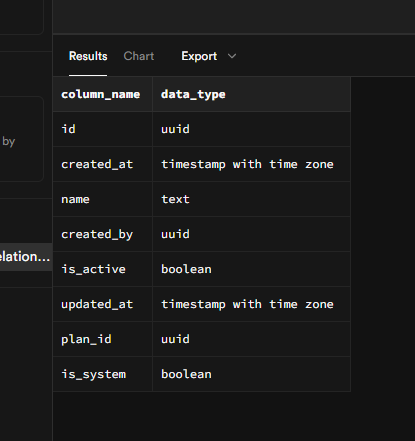 Results Chart Export
column_name data_type
id uuid
created_at timestamp with time zone
name text
by
created_by uuid
elation...
is_active boolean
updated_at timestamp with time zone
plan_id uuid
is_system boolean